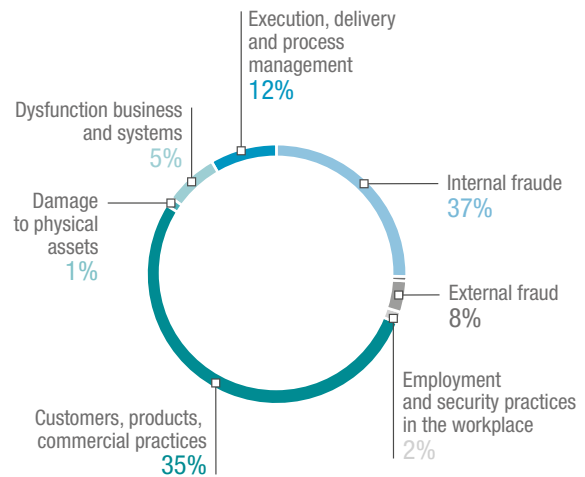 Execution, delivery
and process
management
12%
Dysfunction business
and systems
5%
Damage
to physical
assets
1%
Internal fraude
37%
External fraud
8%
Employment
and security practices
in the workplace
2%
Customers, products,
commercial practices
35%